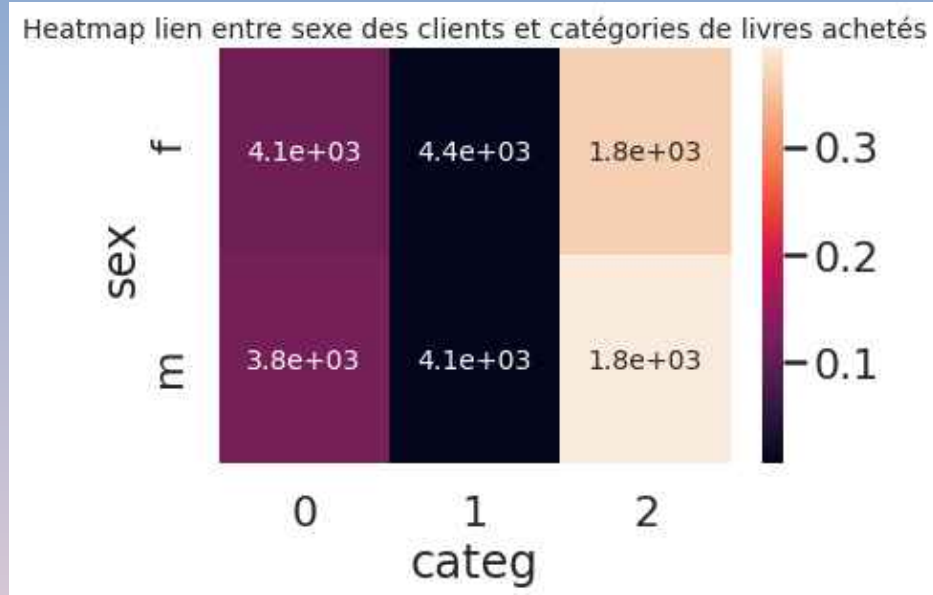 Heatmap lien entre sexe des clients et catégories de livres achetés
sex
f
4.1e+03 4.4e+03 1.8e+03
m
3.8e+03 4.1e+03 1.8e+03
0 1 2
categ
0.3
0.2
0.1